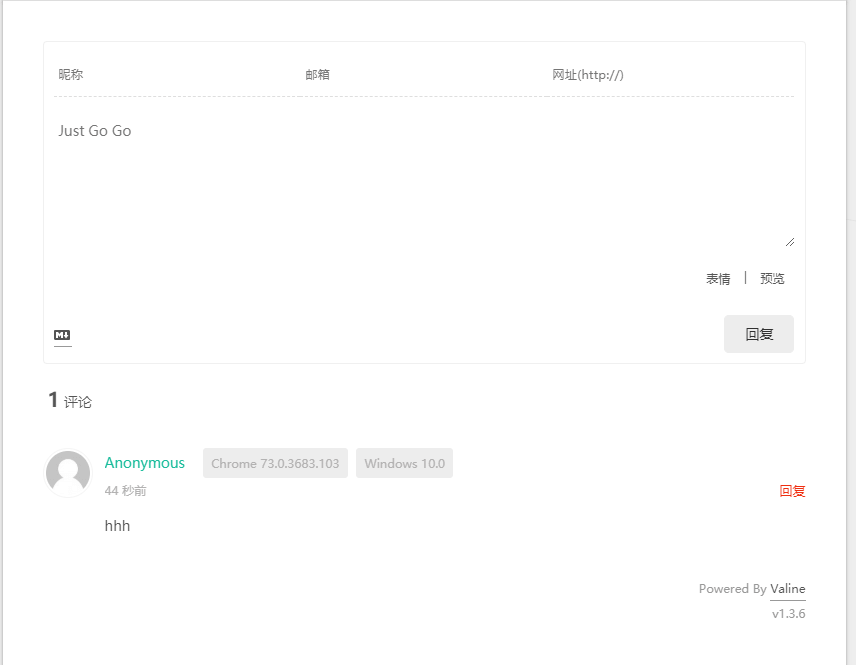 昵称 邮箱 网址(http://)
Just Go Go
表情 | 预览
M↓
回复
1 评论
Anonymous Chrome 73.0.3683.103 Windows 10.0
44 秒前 回复
hhh
Powered By Valine
v1.3.6